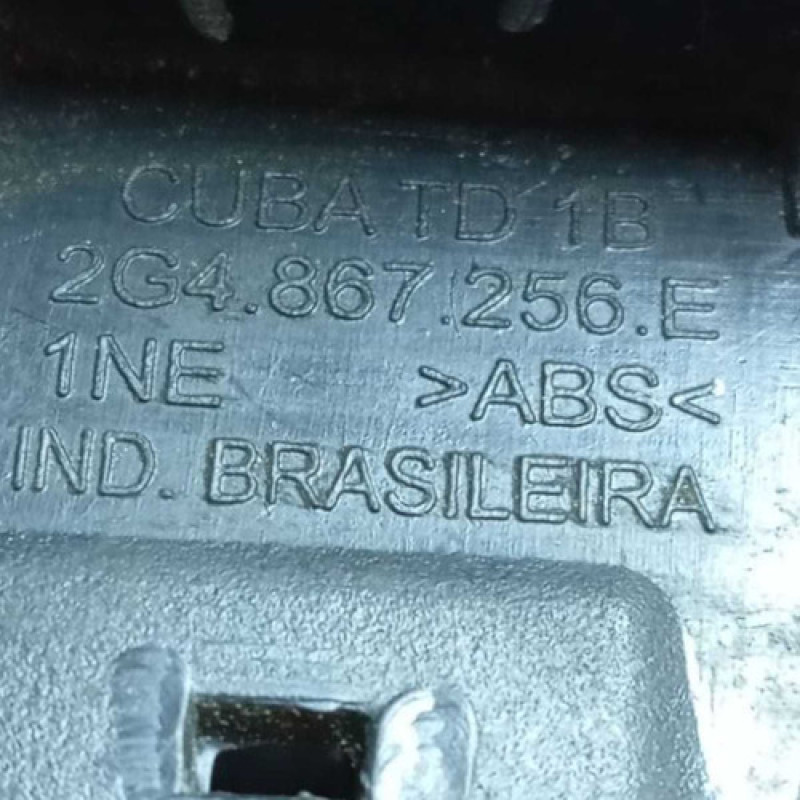 CUBA TD 1B
2G4.867.256.E
1NE >ABS<
IND. BRASILEIRA